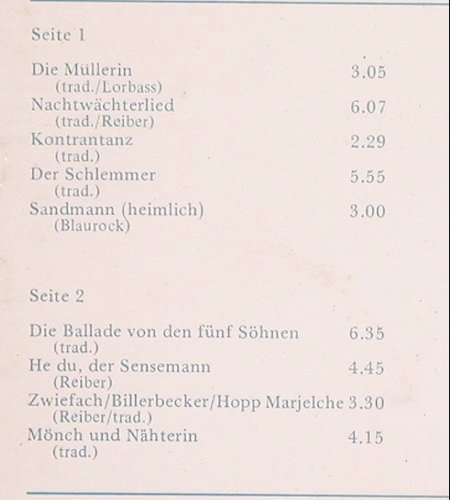 Seite 1
Die Müllerin 3.05
(trad./Lorbass)
Nachtwächterlied 6.07
(trad./Reiber)
Kontrantanz 2.29
(trad.)
Der Schlemmer 5.55
(trad.)
Sandmann (heimlich) 3.00
(Blaurock)
Seite 2
Die Ballade von den fünf Söhnen 6.35
(trad.)
He du, der Sensemann 4.45
(Reiber)
Zwiefach/Billerbecker/Hopp Marjelche 3.30
(Reiber/trad.)
Mönch und Nähterin 4.15
(trad.)